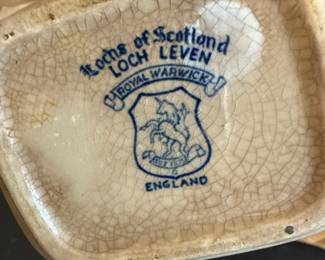 Lochs of Scotland
LOCH LEVEN
ROYAL WARWICK
ENGLAND